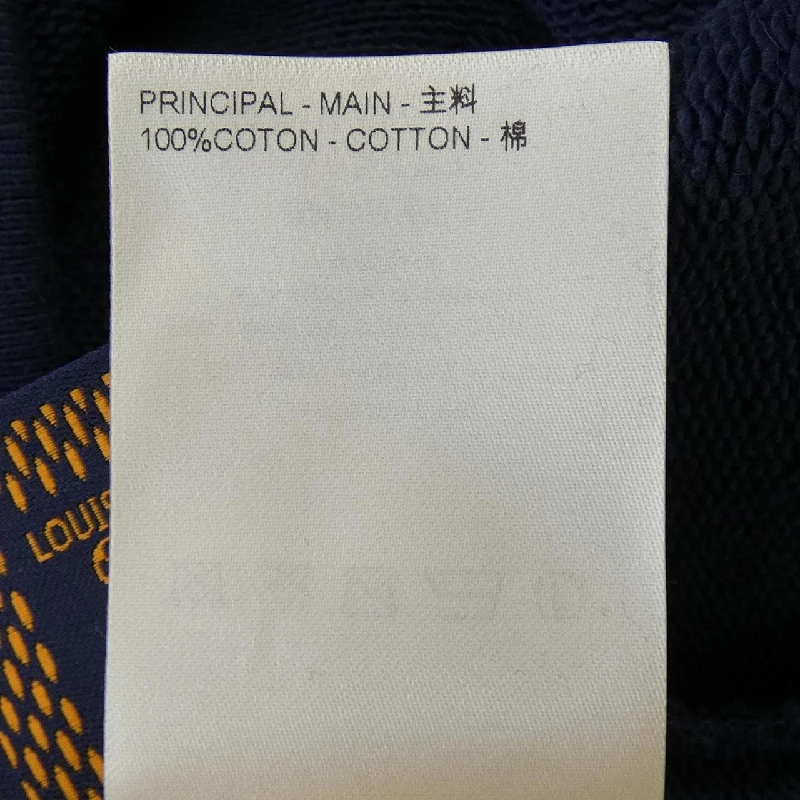 PRINCIPAL - MAIN - 主料
100%COTON - COTTON - 棉
LOUIS